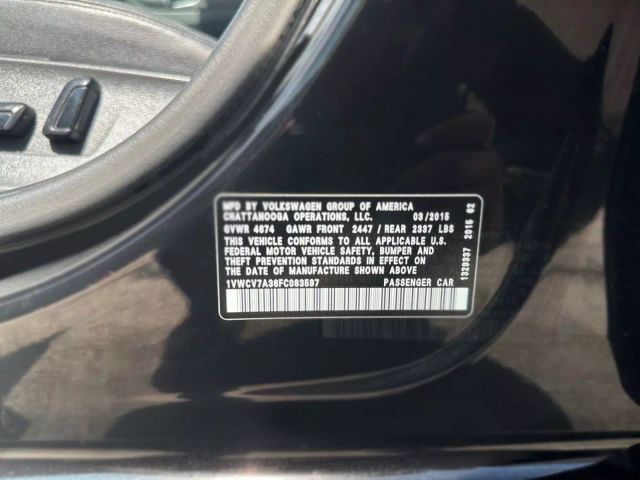 MFD BY VOLKSWAGEN GROUP OF AMERICA
CHATTANOOGA OPERATIONS, LLC. 03/2015
GVWR 4674 GAWR FRONT 2447 / REAR 2337 LBS
THIS VEHICLE CONFORMS TO ALL APPLICABLE U.S.
FEDERAL MOTOR VEHICLE SAFETY, BUMPER AND
THEFT PREVENTION STANDARDS IN EFFECT ON THE
DATE OF MANUFACTURE SHOWN ABOVE
1VWCV7A36FC083597 PASSENGER CAR
1329337 2015 62